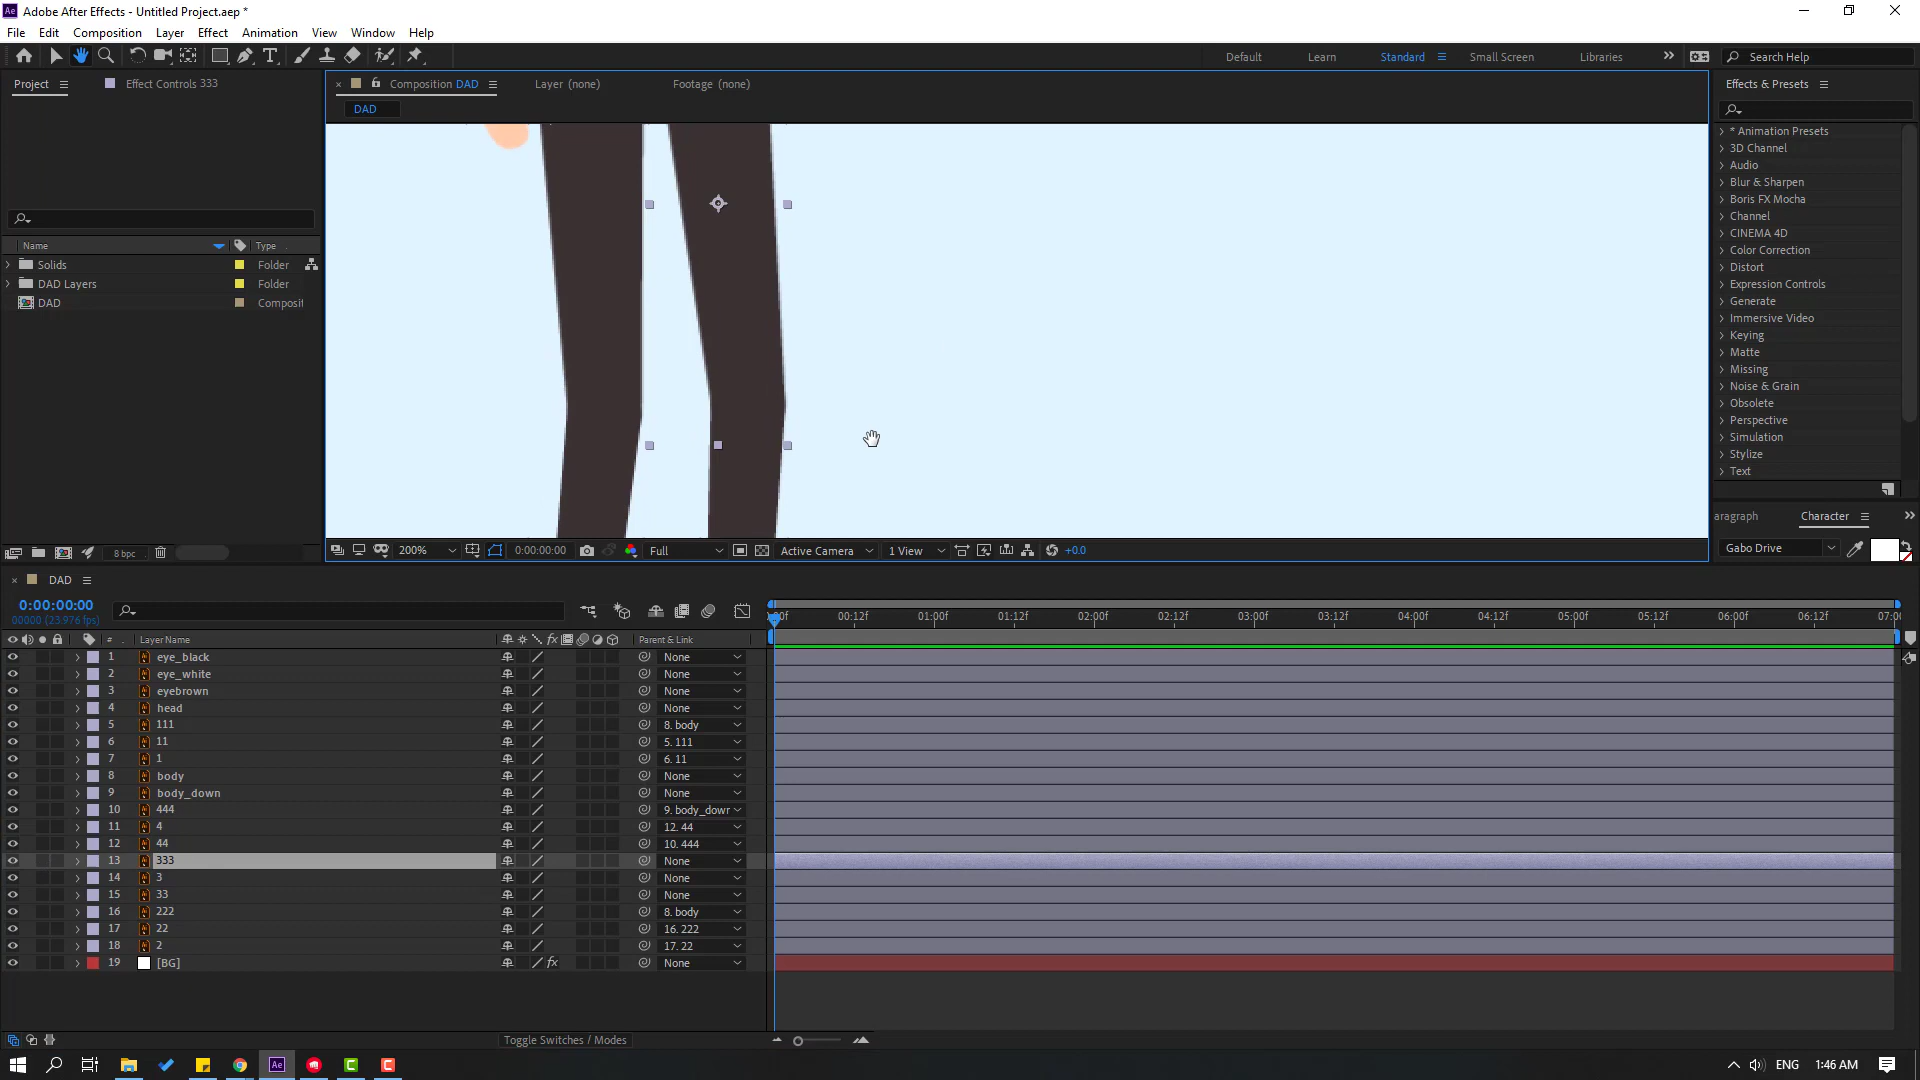 Adobe After Effects - Untitled Project.aep *
File Edit Composition Layer Effect Animation View Window Help
Default Learn Standard Small Screen Libraries Search Help
Project Effect Controls 333
Composition DAD Layer (none) Footage (none)
DAD
Effects & Presets
* Animation Presets
3D Channel
Audio
Blur & Sharpen
Boris FX Mocha
Channel
CINEMA 4D
Color Correction
Distort
Expression Controls
Generate
Immersive Video
Keying
Matte
Missing
Noise & Grain
Obsolete
Perspective
Simulation
Stylize
Text
Name Type
Solids Folder
DAD Layers Folder
DAD Composit
aragraph Character
Gabo Drive
8 bpc
200% 0:00:00:00 Full Active Camera 1 View +0.0
DAD
0:00:00:00
00000 (23.976 fps)
:00f 00:12f 01:00f 01:12f 02:00f 02:12f 03:00f 03:12f 04:00f 04:12f 05:00f 05:12f 06:00f 06:12f 07:00
# Layer Name fx Parent & Link
1 eye_black None
2 eye_white None
3 eyebrown None
4 head None
5 111 8. body
6 11 5. 111
7 1 6. 11
8 body None
9 body_down None
10 444 9. body_dowr
11 4 12. 44
12 44 10. 444
13 333 None
14 3 None
15 33 None
16 222 8. body
17 22 16. 222
18 2 17. 22
19 [BG] fx None
Toggle Switches / Modes
Ae ENG 1:46 AM